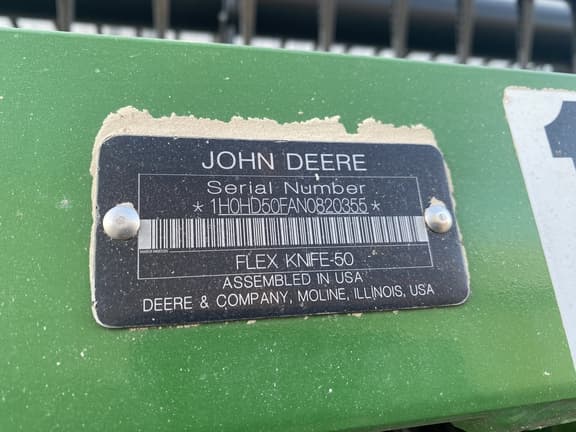 JOHN DEERE
Serial Number
*1H0HD50FAN0820355*
FLEX KNIFE-50
ASSEMBLED IN USA
DEERE & COMPANY, MOLINE, ILLINOIS, USA